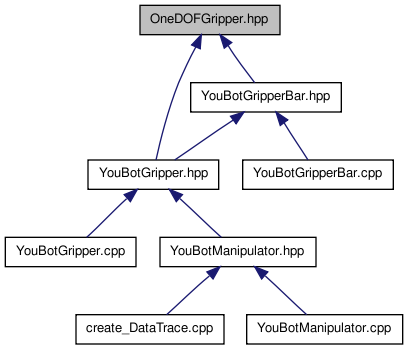 OneDOFGripper.hpp
YouBotGripperBar.hpp
YouBotGripper.hpp
YouBotGripperBar.cpp
YouBotGripper.cpp
YouBotManipulator.hpp
create_DataTrace.cpp
YouBotManipulator.cpp